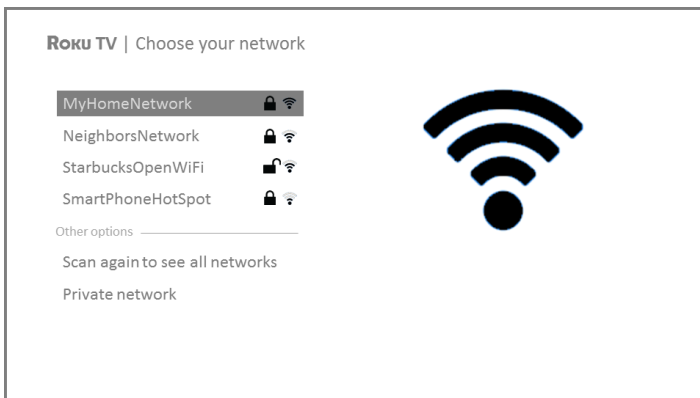 Roku TV | Choose your network
MyHomeNetwork
NeighborsNetwork
StarbucksOpenWiFi
SmartPhoneHotSpot
Other options
Scan again to see all networks
Private network